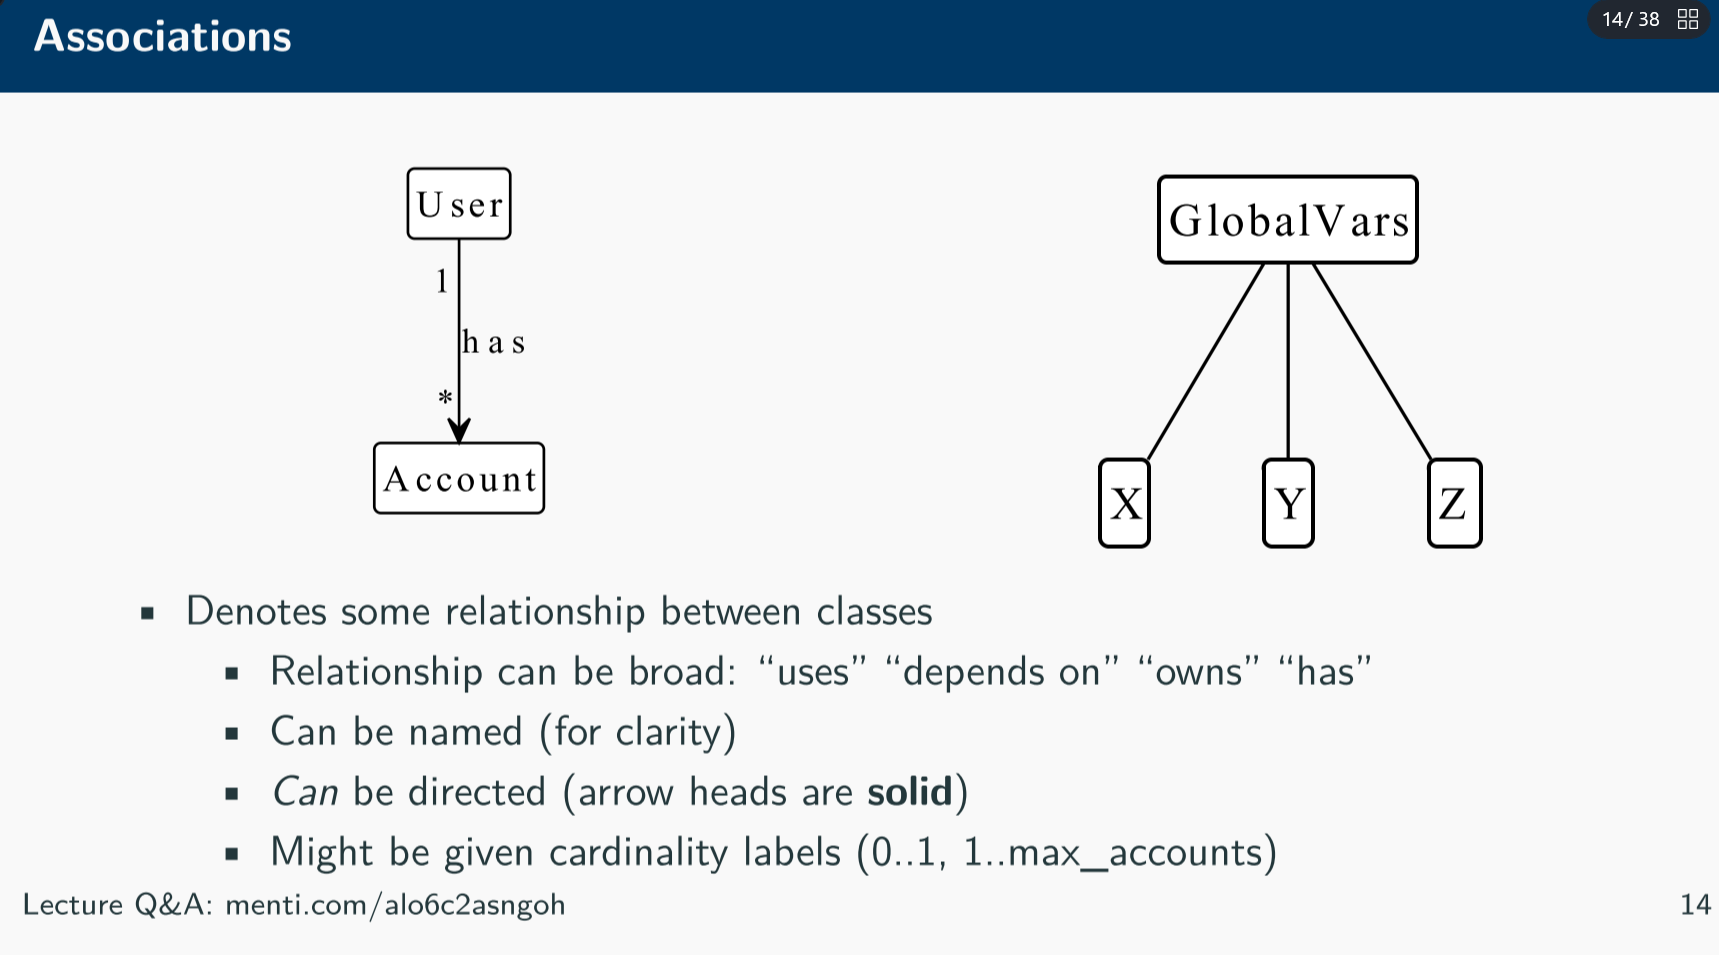 Associations
14/ 38
User
1
has
*
Account
GlobalVars
X
Y
Z
Denotes some relationship between classes
Relationship can be broad: “uses” “depends on” “owns” “has”
Can be named (for clarity)
Can be directed (arrow heads are solid)
Might be given cardinality labels (0..1, 1..max_accounts)
Lecture Q&A: menti.com/alo6c2asngoh
14